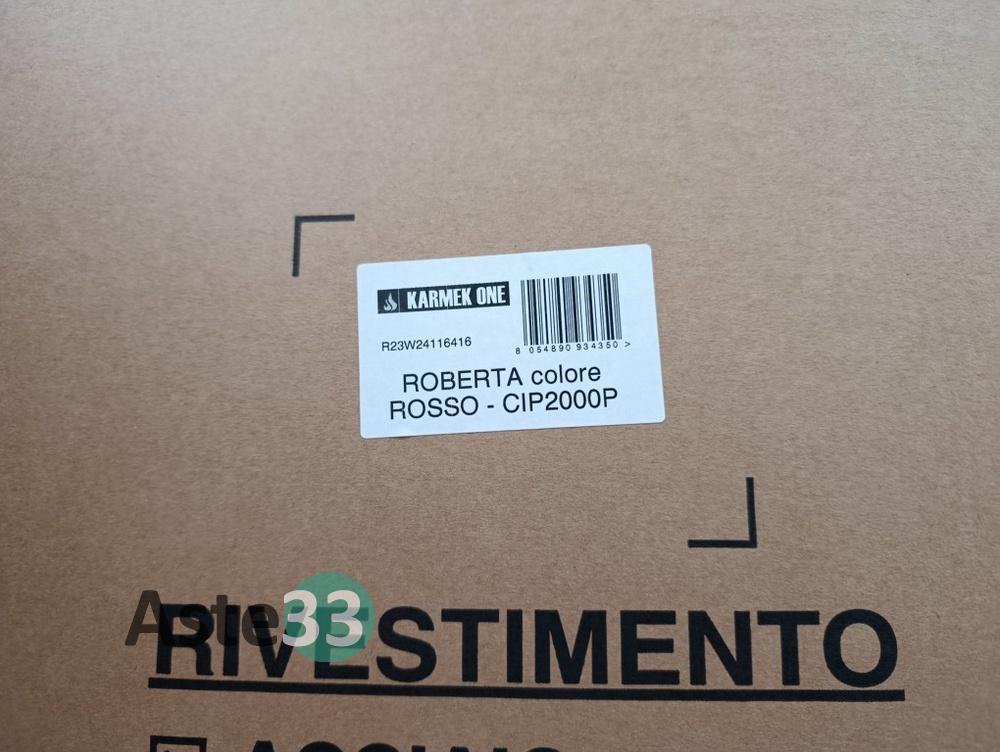 KARMEK ONE
R23W24116416
8 054890 934350 >
ROBERTA colore
ROSSO - CIP2000P
Aste33
RIVESTIMENTO